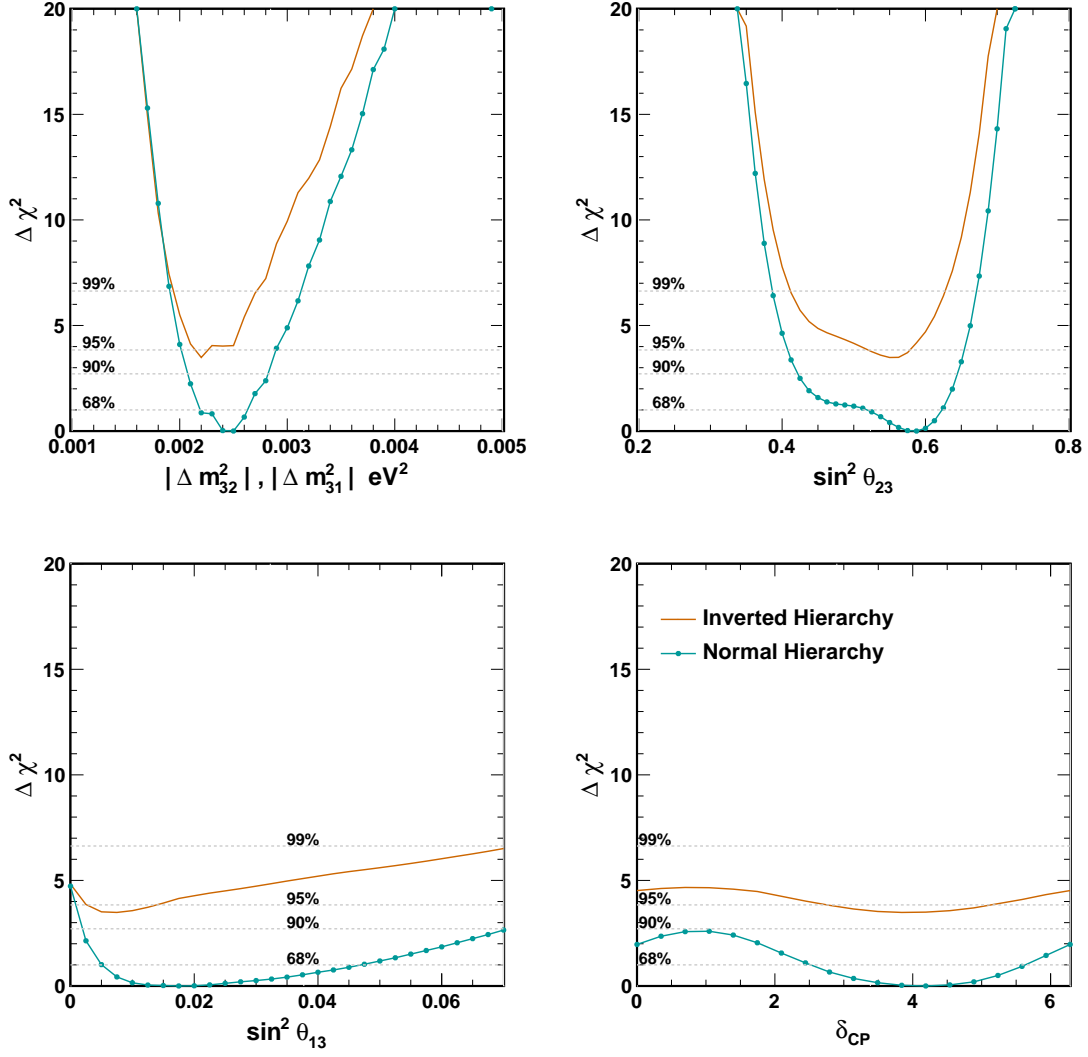 20
15
10
5
0
Δ χ²
99%
95%
90%
68%
0.001 0.002 0.003 0.004 0.005
| Δ m²₃₂| , |Δ m²₃₁| eV²
20
15
10
5
0
Δ χ²
99%
95%
90%
68%
0.2 0.4 0.6 0.8
sin² θ₂₃
20
15
10
5
0
Δ χ²
99%
95%
90%
68%
0 0.02 0.04 0.06
sin² θ₁₃
20
15
10
5
0
Δ χ²
Inverted Hierarchy
Normal Hierarchy
99%
95%
90%
68%
0 2 4 6
δCP